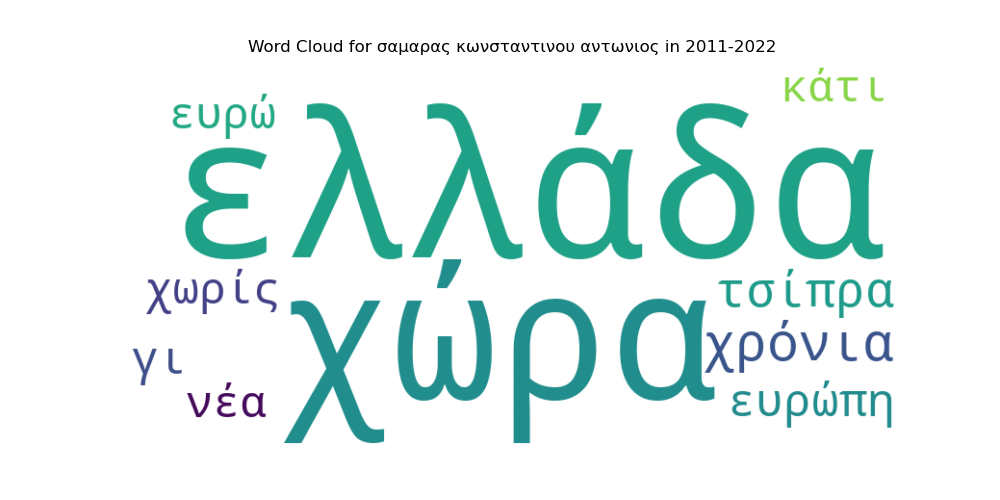 Word Cloud for σαμαρας κωνσταντινου αντωνιος in 2011-2022
κάτι
ευρώ
ελλάδα
χωρίς
χώρα
τσίπρα
χρόνια
γι
νέα
ευρώπη